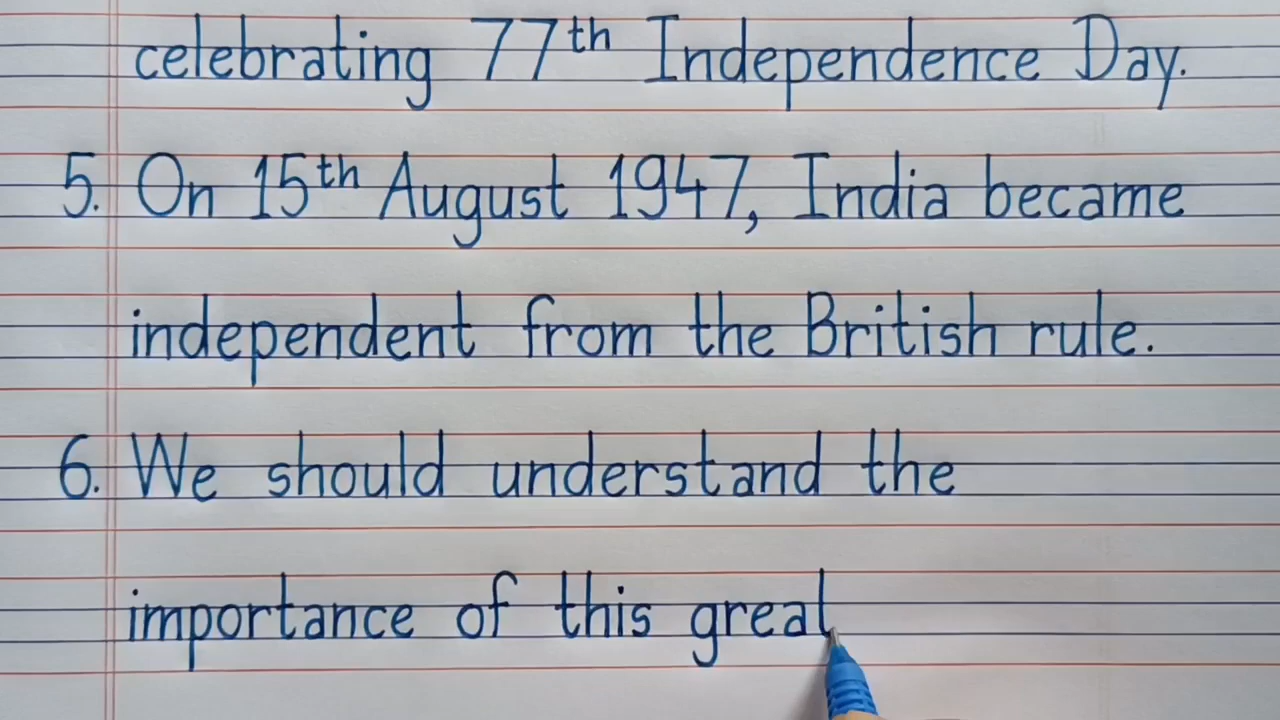 celebrating 77th Independence Day.
5. On 15th August 1947, India became
independent from the British rule.
6. We should understand the
importance of this great